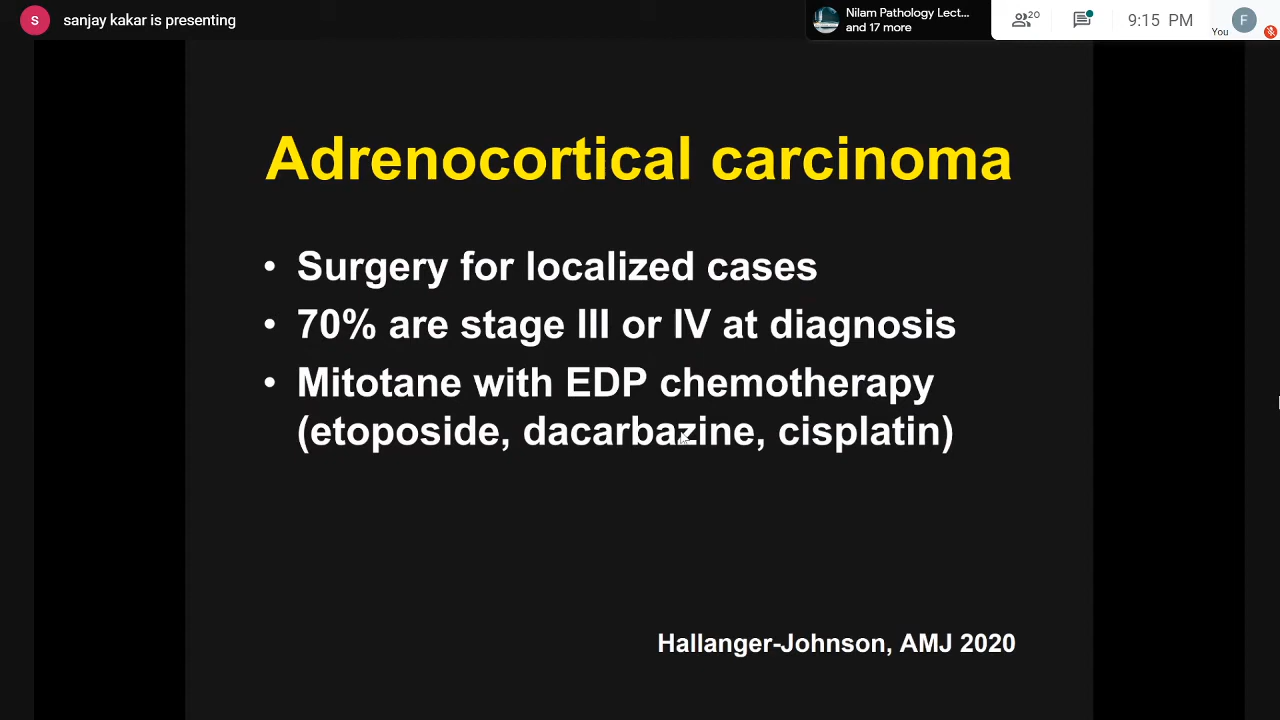 S
sanjay kakar is presenting
Nilam Pathology Lect...
and 17 more
20
9:15 PM
You
F
Adrenocortical carcinoma
• Surgery for localized cases
• 70% are stage III or IV at diagnosis
• Mitotane with EDP chemotherapy
(etoposide, dacarbazine, cisplatin)
Hallanger-Johnson, AMJ 2020